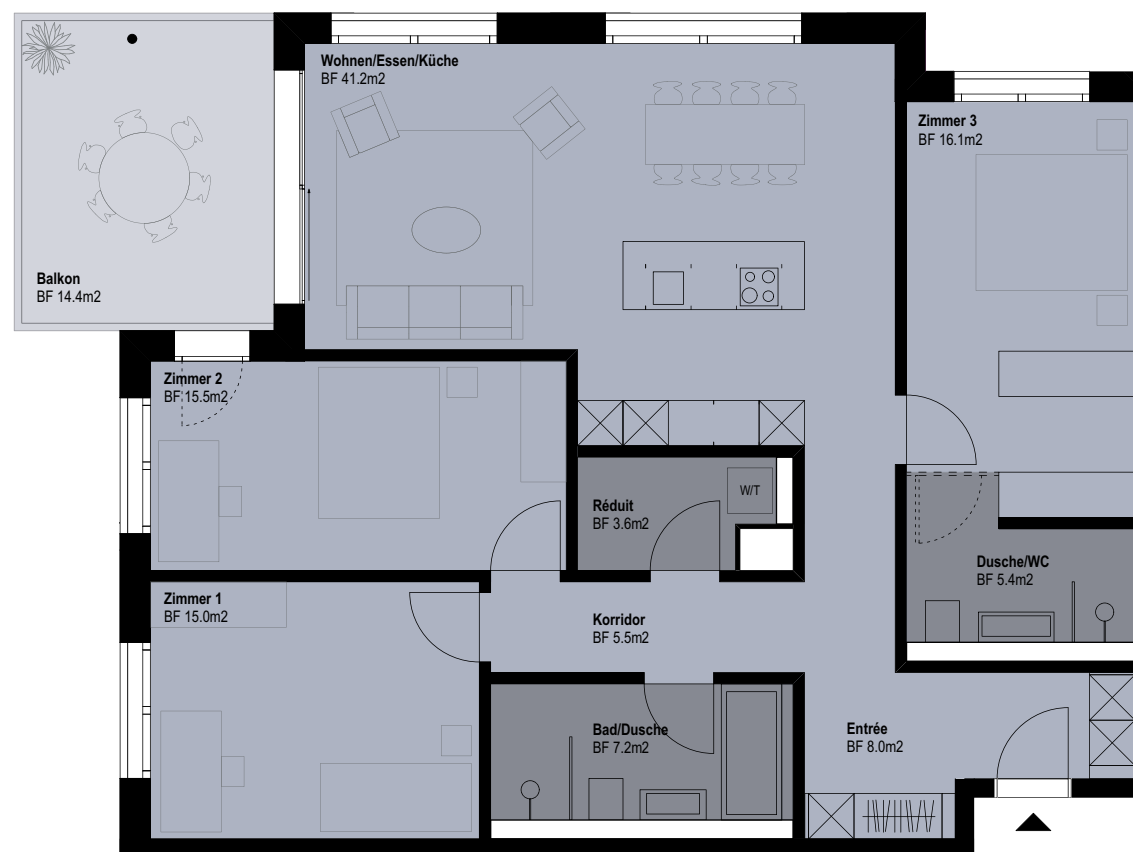 Wohnen/Essen/Küche
BF 41.2m2
Zimmer 3
BF 16.1m2
Balkon
BF 14.4m2
Zimmer 2
BF 15.5m2
Réduit
BF 3.6m2
W/T
Dusche/WC
BF 5.4m2
Zimmer 1
BF 15.0m2
Korridor
BF 5.5m2
Bad/Dusche
BF 7.2m2
Entrée
BF 8.0m2